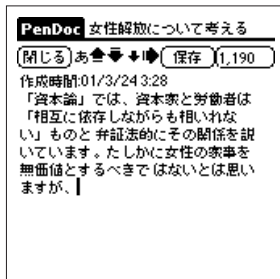 PenDoc 女性解放について考える
閉じる あ 保存 1,190
作成時間:01/3/24 3:28
「資本論」では、資本家と労働者は
「相互に依存しながらも相いれな
い」ものと 弁証法的にその関係を説
いています。たしかに女性の家事を
無価値とするべきで はないとは思い
ますが、